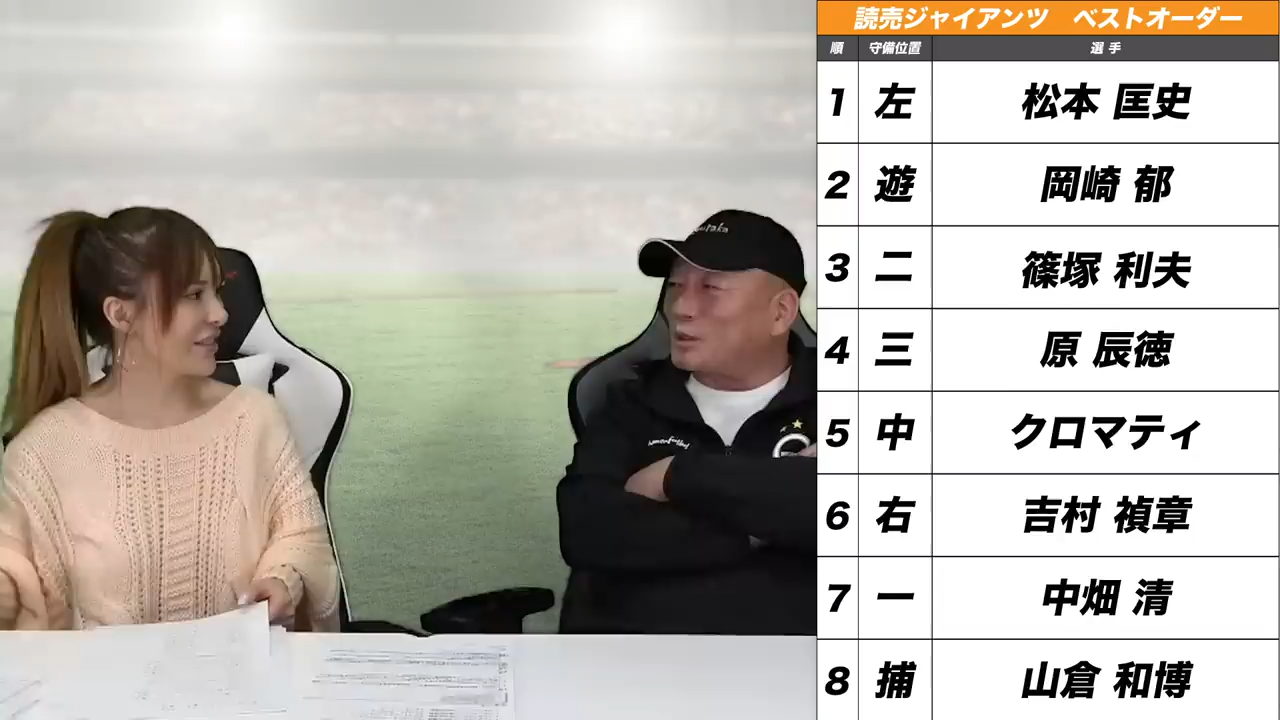 読売ジャイアンツ ベストオーダー
順 守備位置 選手
1 左 松本 匡史
2 遊 岡崎 郁
3 二 篠塚 利夫
4 三 原 辰徳
5 中 クロマティ
6 右 吉村 禎章
7 一 中畑 清
8 捕 山倉 和博